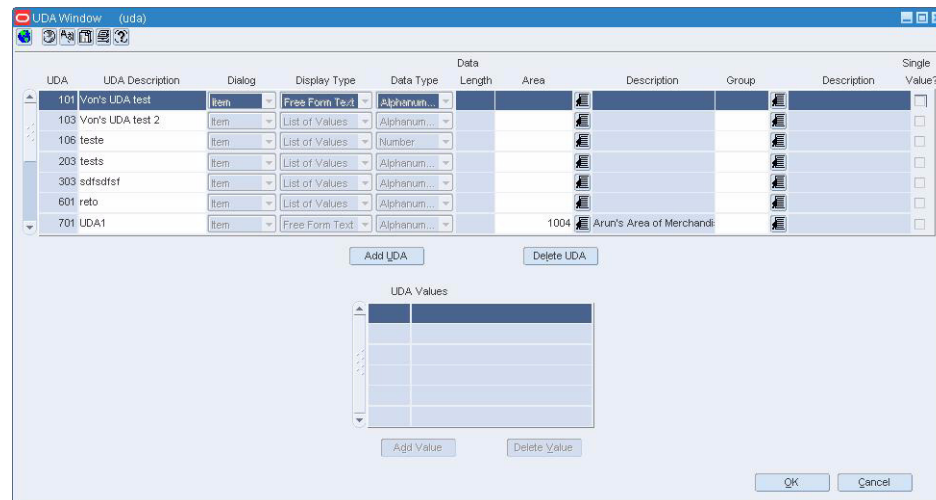 UDA Window (uda)
Data
Single
UDA UDA Description Dialog Display Type Data Type Length Area Description Group Description Value?
101 Von's UDA test Item Free Form Text Alphanum...
103 Von's UDA test 2 Item List of Values Alphanum...
106 teste Item List of Values Number
203 tests Item List of Values Alphanum...
303 sdfsdfsf Item List of Values Alphanum...
601 reto Item List of Values Alphanum...
701 UDA1 Item Free Form Text Alphanum... 1004 Arun's Area of Merchandi
Add UDA Delete UDA
UDA Values
Add Value Delete Value
OK Cancel